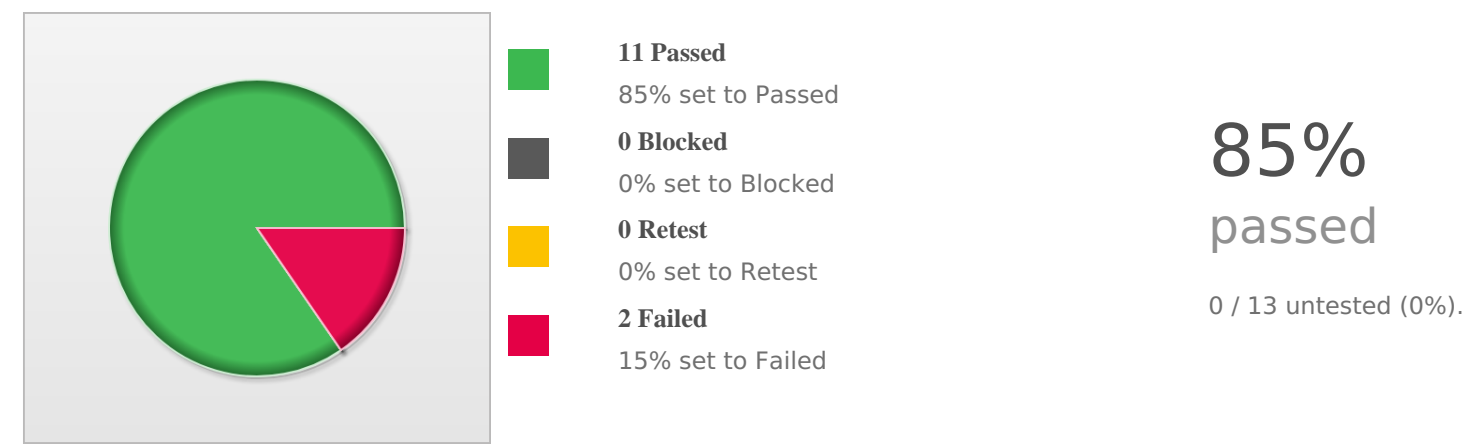 11 Passed
85% set to Passed
0 Blocked
0% set to Blocked
0 Retest
0% set to Retest
2 Failed
15% set to Failed
85%
passed
0 / 13 untested (0%).